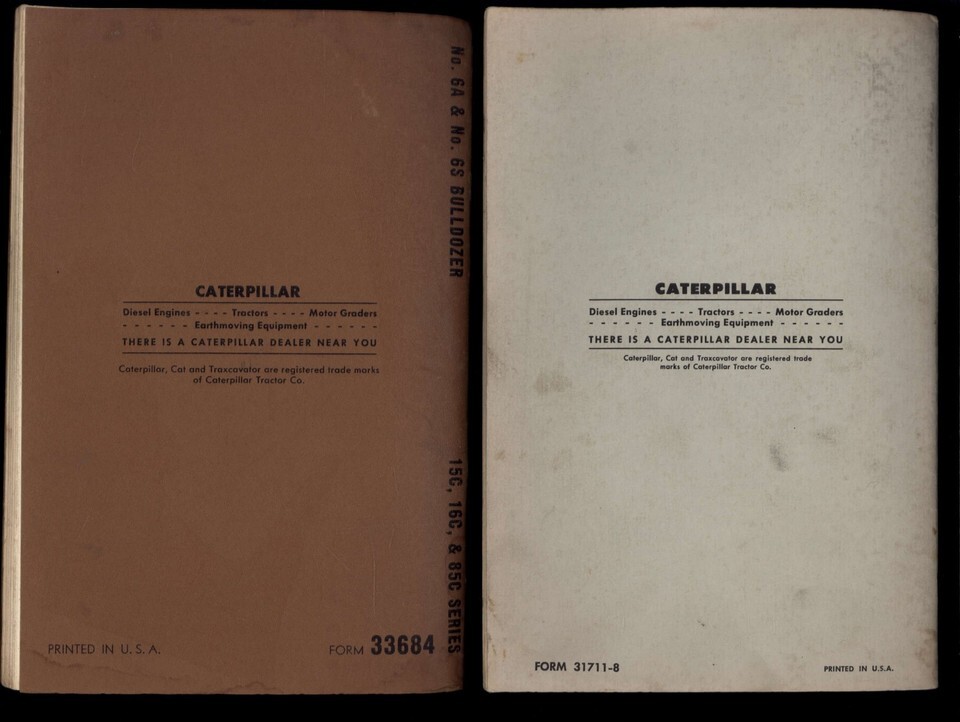 CATERPILLAR
Diesel Engines - - - - Tractors - - - - Motor Graders
- - - - - - Earthmoving Equipment - - - - - -
THERE IS A CATERPILLAR DEALER NEAR YOU
Caterpillar, Cat and Traxcavator are registered trade marks
of Caterpillar Tractor Co.
PRINTED IN U. S. A.
FORM 33684
No. 6A & No. 6S BULLDOZER
15C, 16C, & 85C SERIES
CATERPILLAR
Diesel Engines - - - - Tractors - - - - Motor Graders
- - - - - - Earthmoving Equipment - - - - - -
THERE IS A CATERPILLAR DEALER NEAR YOU
Caterpillar, Cat and Traxcavator are registered trade
marks of Caterpillar Tractor Co.
FORM 31711-8
PRINTED IN U.S.A.